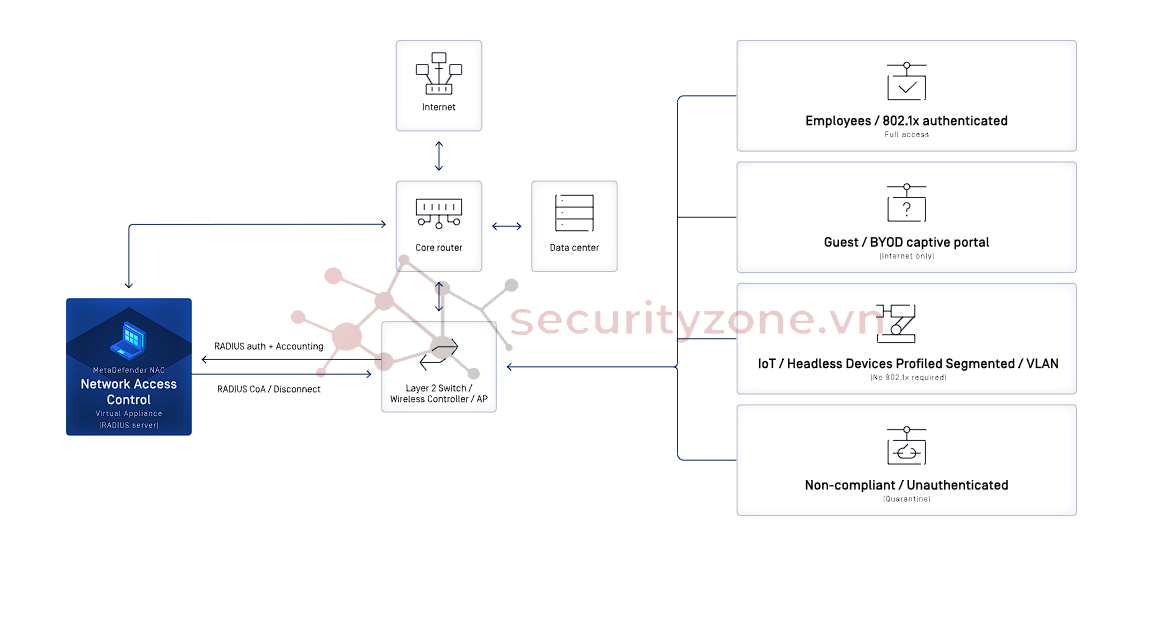 Internet
Core router
Data center
MetaDefender NAC
Network Access
Control
Virtual Appliance
(RADIUS server)
RADIUS auth + Accounting
RADIUS CoA / Disconnect
Layer 2 Switch /
Wireless Controller / AP
securityzone.vn
Employees / 802.1x authenticated
Full access
?
Guest / BYOD captive portal
(Internet only)
IoT / Headless Devices Profiled Segmented / VLAN
(No 802.1x required)
Non-compliant / Unauthenticated
(Quarantine)